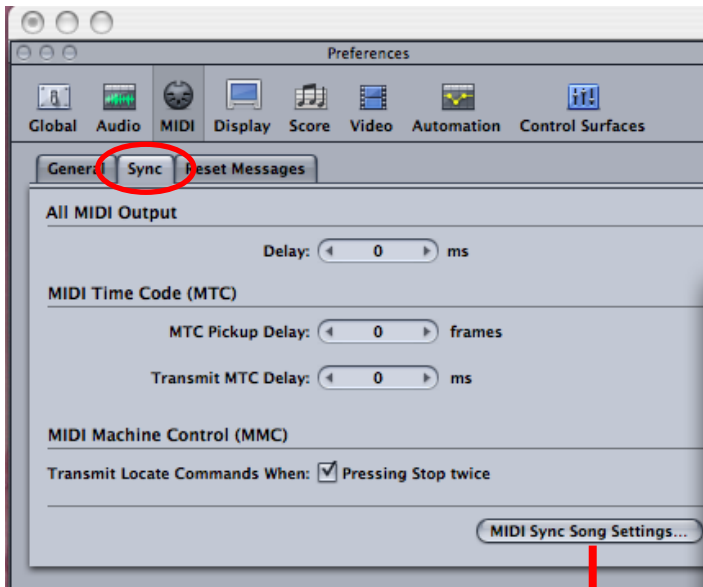 Preferences
Global Audio MIDI Display Score Video Automation Control Surfaces
General Sync Reset Messages
All MIDI Output
Delay: 0 ms
MIDI Time Code (MTC)
MTC Pickup Delay: 0 frames
Transmit MTC Delay: 0 ms
MIDI Machine Control (MMC)
Transmit Locate Commands When: Pressing Stop twice
MIDI Sync Song Settings...